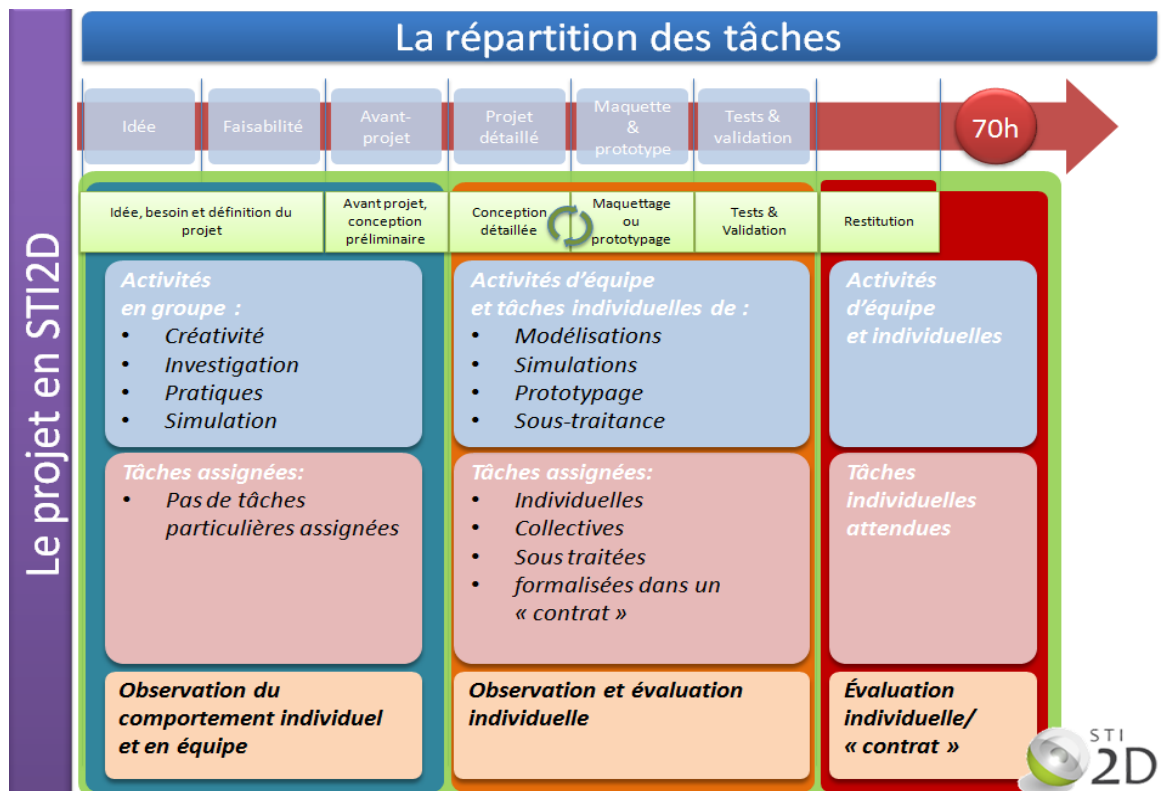 La répartition des tâches
Le projet en STI2D
Idée
Faisabilité
Avant-
projet
Projet
détaillé
Maquette
&
prototype
Tests &
validation
70h
Idée, besoin et définition du
projet
Avant projet,
conception
préliminaire
Conception
détaillée
Maquettage
ou
prototypage
Tests &
Validation
Restitution
Activités
en groupe :
• Créativité
• Investigation
• Pratiques
• Simulation
Activités d’équipe
et tâches individuelles de :
• Modélisations
• Simulations
• Prototypage
• Sous-traitance
Activités
d’équipe
et individuelles
Tâches assignées:
• Pas de tâches
particulières assignées
Tâches assignées:
• Individuelles
• Collectives
• Sous traitées
• formalisées dans un
« contrat »
Tâches
individuelles
attendues
Observation du
comportement individuel
et en équipe
Observation et évaluation
individuelle
Évaluation
individuelle/
« contrat »
STI
2D